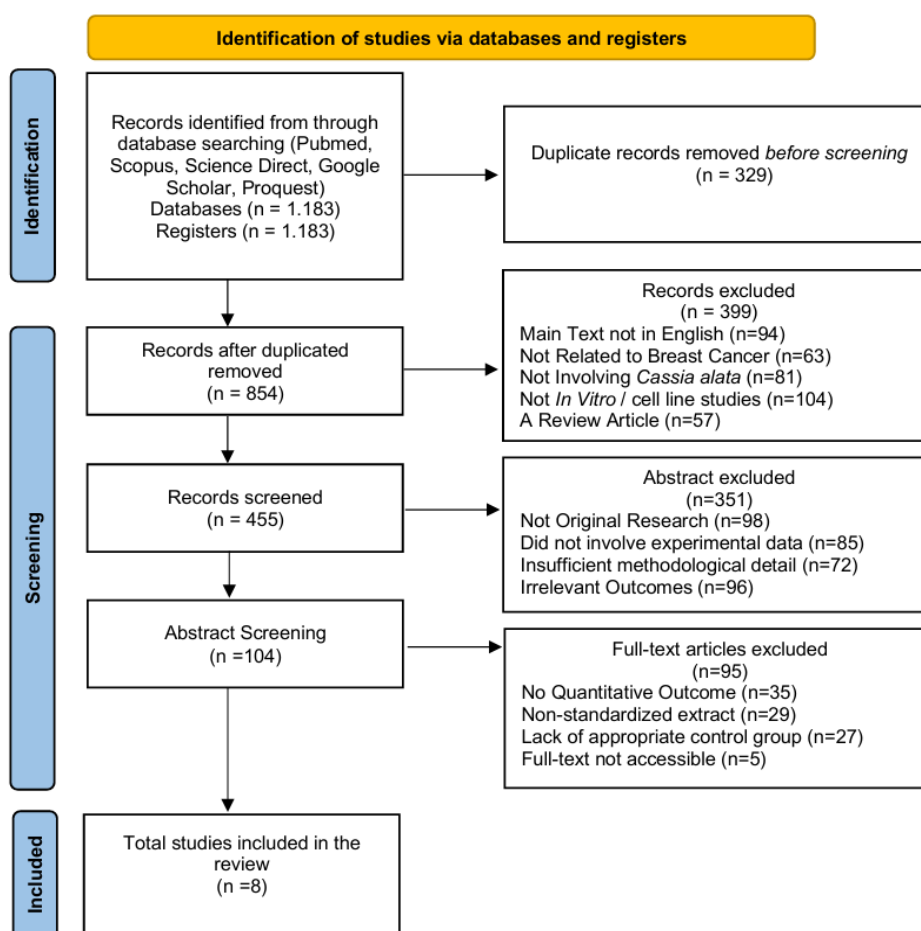 Identification of studies via databases and registers
Identification
Records identified from through
database searching (Pubmed,
Scopus, Science Direct, Google
Scholar, Proquest)
Databases (n = 1.183)
Registers (n = 1.183)
Duplicate records removed before screening
(n = 329)
Screening
Records after duplicated
removed
(n = 854)
Records excluded
(n = 399)
Main Text not in English (n=94)
Not Related to Breast Cancer (n=63)
Not Involving Cassia alata (n=81)
Not In Vitro / cell line studies (n=104)
A Review Article (n=57)
Records screened
(n = 455)
Abstract excluded
(n=351)
Not Original Research (n=98)
Did not involve experimental data (n=85)
Insufficient methodological detail (n=72)
Irrelevant Outcomes (n=96)
Abstract Screening
(n =104)
Full-text articles excluded
(n=95)
No Quantitative Outcome (n=35)
Non-standardized extract (n=29)
Lack of appropriate control group (n=27)
Full-text not accessible (n=5)
Included
Total studies included in the
review
(n =8)